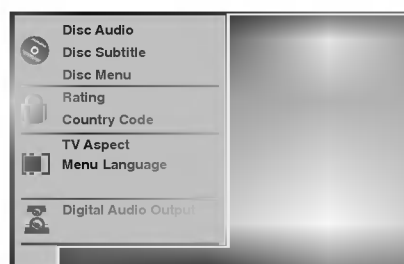 Disc Audio
Disc Subtitle
Disc Menu
Rating
Country Code
TV Aspect
Menu Language
Digital Audio Output